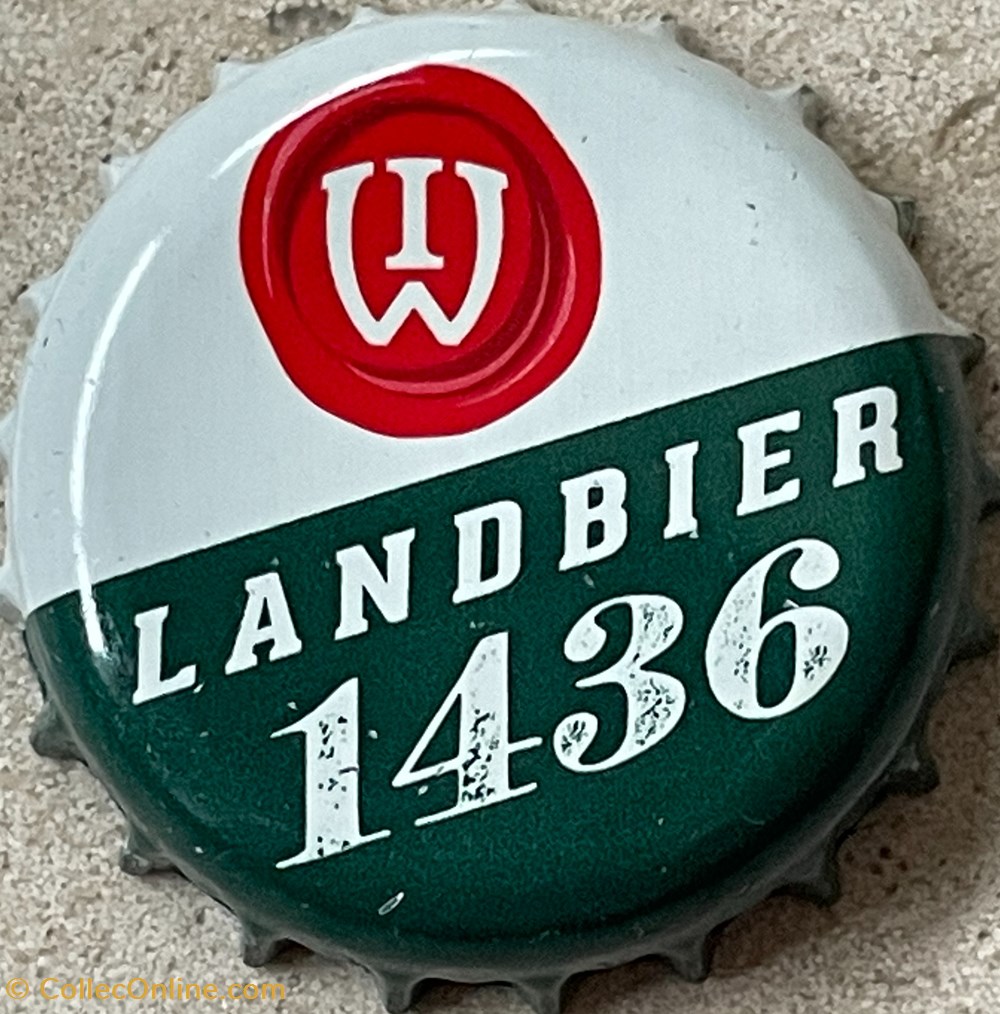 IW
LANDBIER
1436
© CollecOnline.com